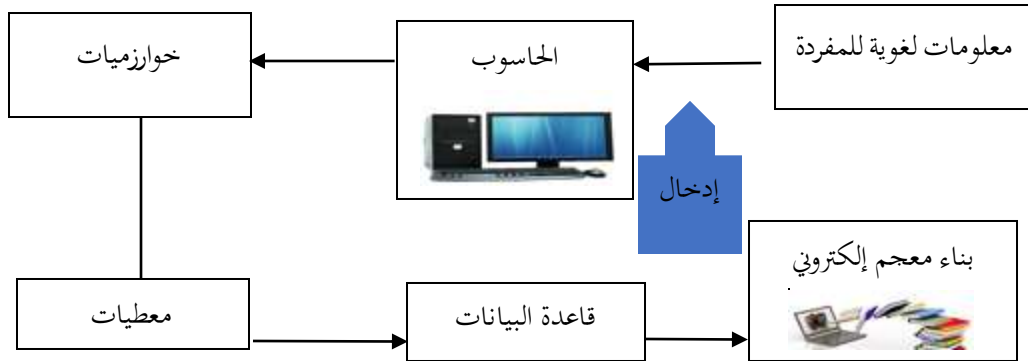 معلومات لغوية للمفردة
الحاسوب
خوارزميات
إدخال
معطيات
قاعدة البيانات
بناء معجم إلكتروني